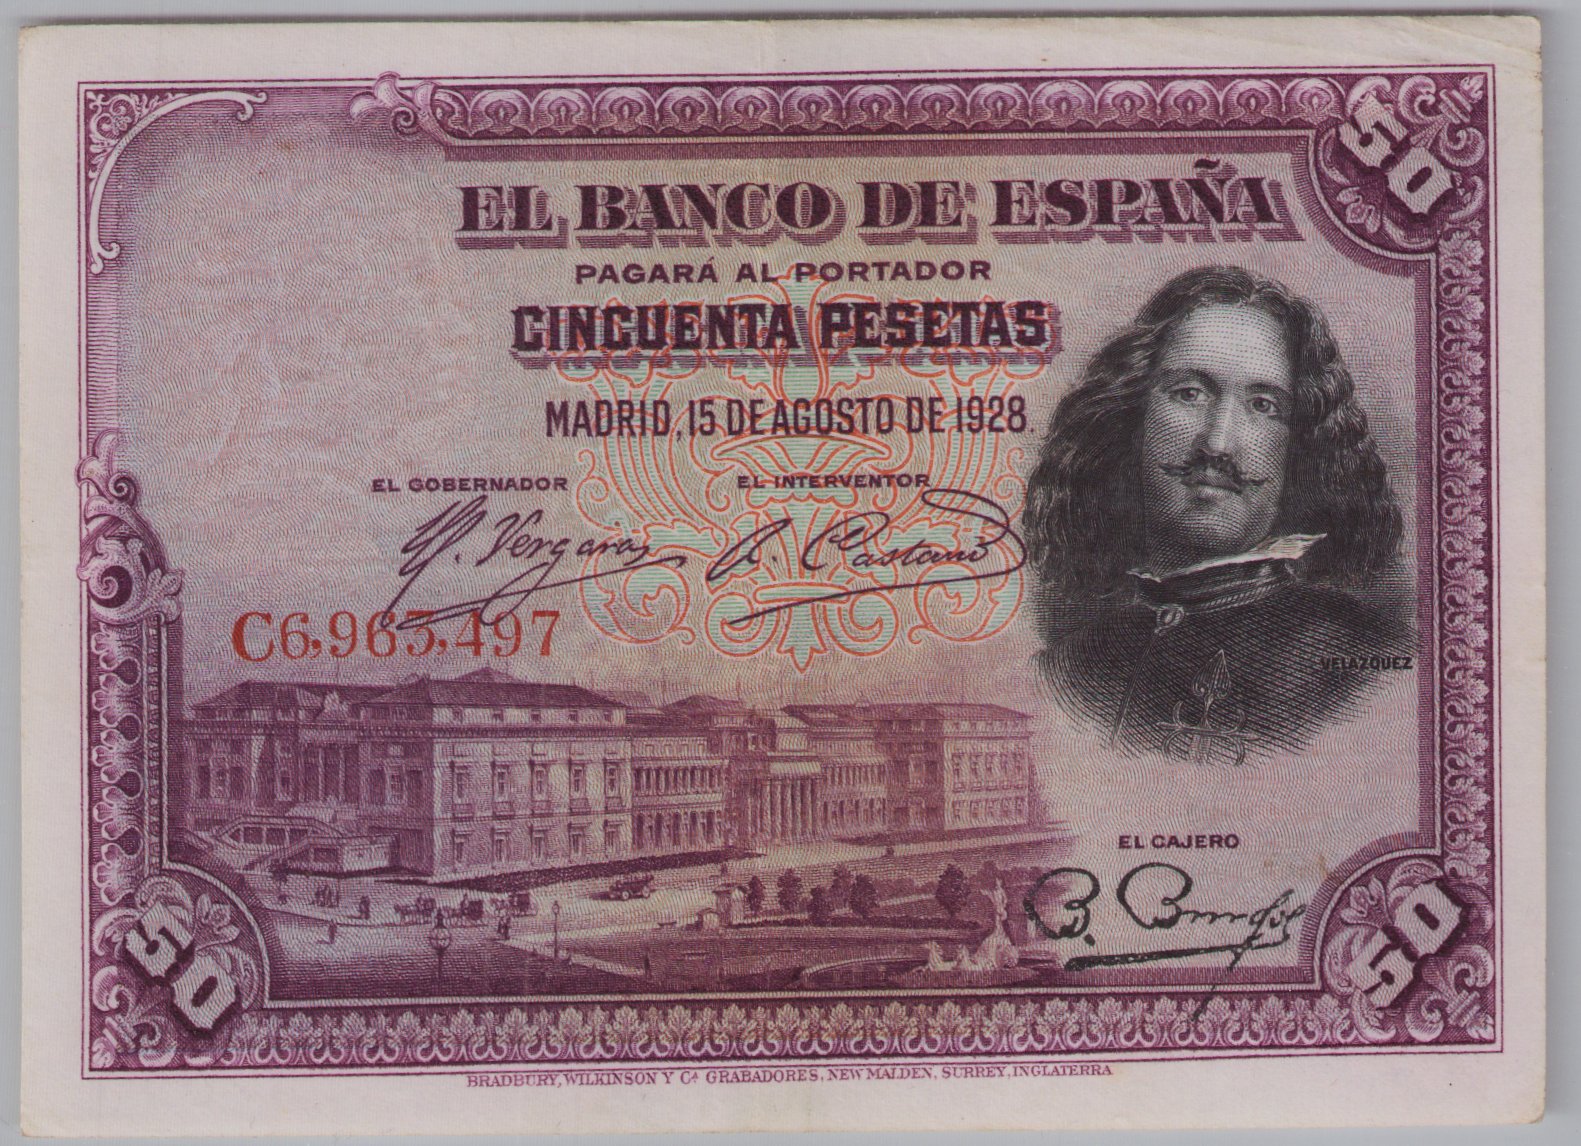 50
EL BANCO DE ESPAÑA
PAGARÁ AL PORTADOR
CINCUENTA PESETAS
MADRID, 15 DE AGOSTO DE 1928.
EL GOBERNADOR EL INTERVENTOR
C6,963,497
VELAZQUEZ
EL CAJERO
50 50
BRADBURY, WILKINSON Y Cª GRABADORES, NEW MALDEN, SURREY, INGLATERRA